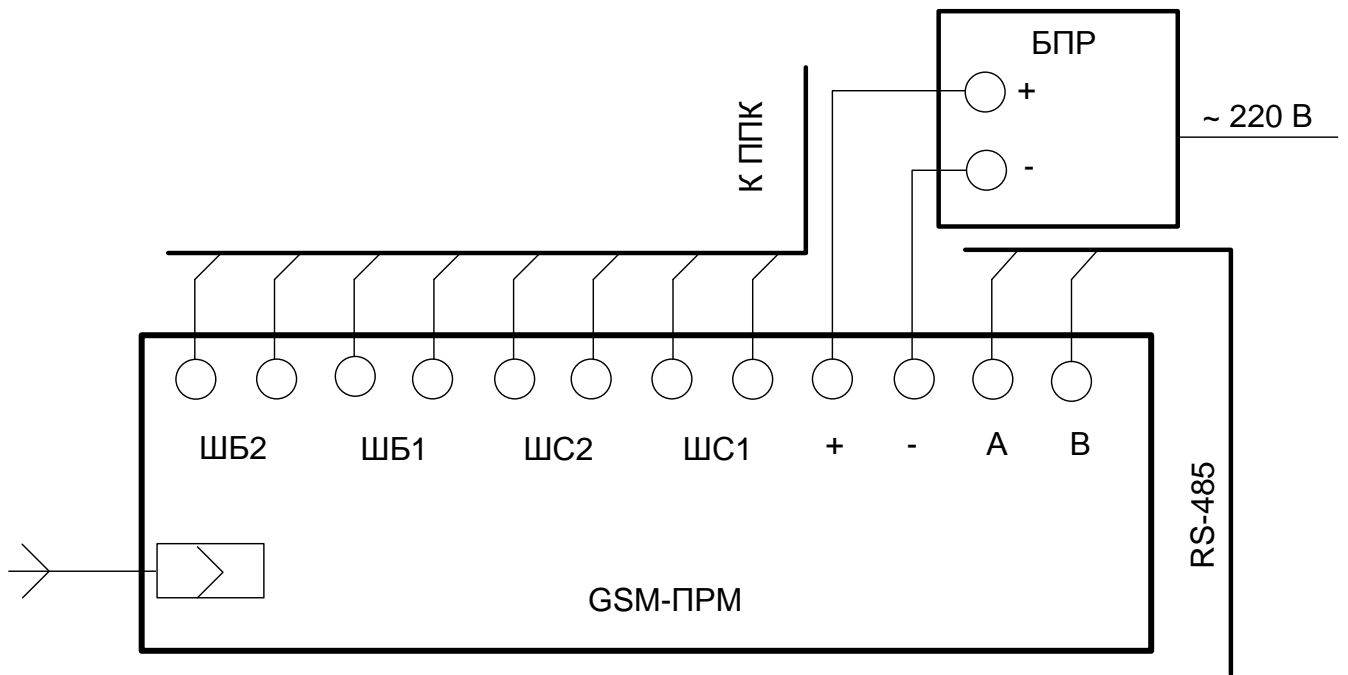 БПР
+
-
~ 220 В
К ППК
ШБ2 ШБ1 ШС2 ШС1 + - А В
RS-485
GSM-ПРМ